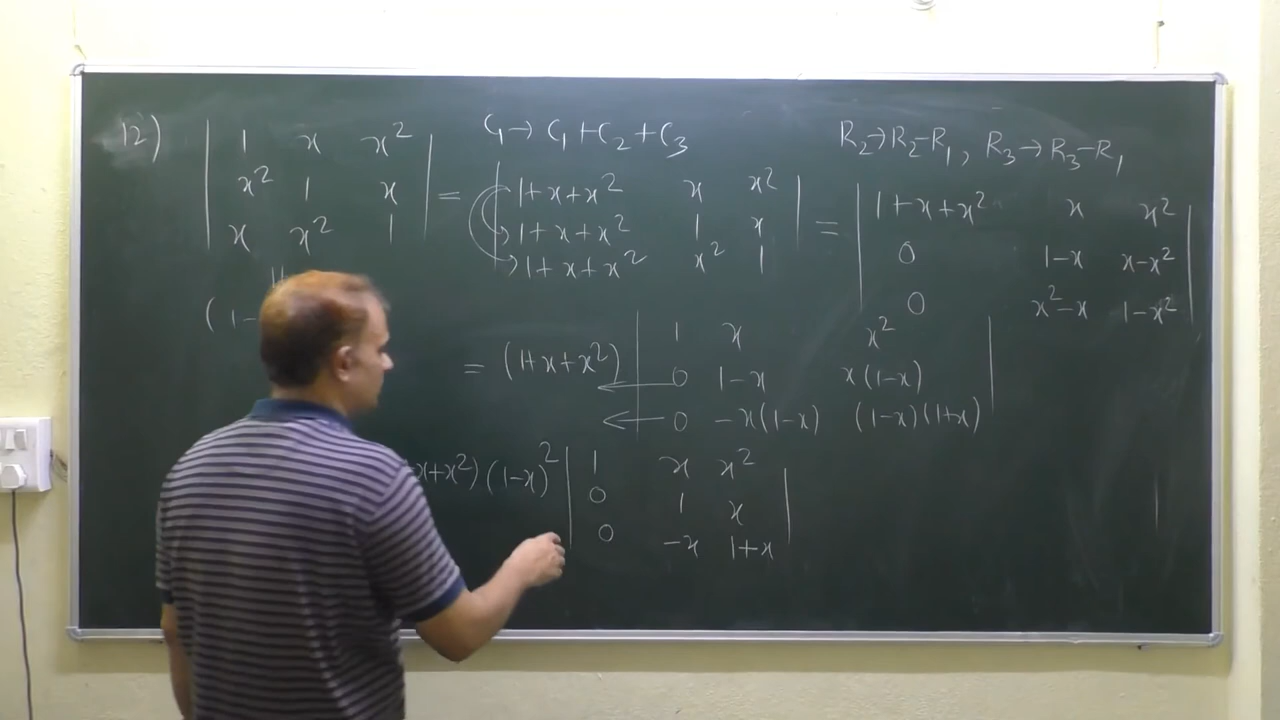 12) | 1 x x² | = | 1+x+x² x x² | = | 1+x+x² x x² |
| x² 1 x | | 1+x+x² 1 x | | 0 1-x x-x² |
| x x² 1 | | 1+x+x² x² 1 | | 0 x²-x 1-x² |
C₁→ C₁+C₂+C₃
R₂→R₂-R₁, R₃→R₃-R₁
(1-
= (1+x+x²) | 1 x x² |
| 0 1-x x(1-x) |
| 0 -x(1-x) (1-x)(1+x) |
x+x²)(1-x)² | 1 x x² |
| 0 1 x |
| 0 -x 1+x |